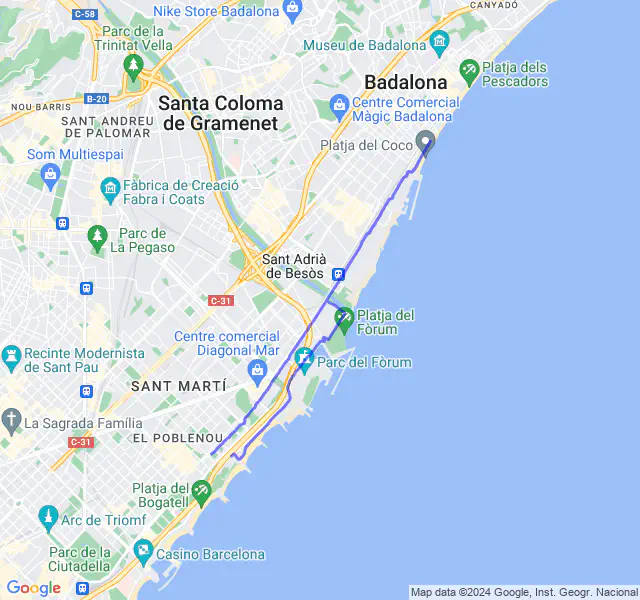 C-58
Nike Store Badalona
CANYADÓ
Parc de la
Trinitat Vella
Museu de Badalona
Platja dels
Pescadors
Badalona
B-20
NOU BARRIS
Santa Coloma
de Gramenet
Centre Comercial
Màgic Badalona
SANT ANDREU
DE PALOMAR
Platja del Coco
Som Multiespai
Fàbrica de Creació
Fabra i Coats
Parc de
La Pegaso
Sant Adrià
de Besòs
C-31
Platja del
Fòrum
Centre comercial
Diagonal Mar
Recinte Modernista
de Sant Pau
Parc del Fòrum
SANT MARTÍ
La Sagrada Família
C-31
EL POBLENOU
Platja del
Bogatell
Arc de Triomf
Parc de la
Ciutadella
Casino Barcelona
Google
Map data ©2024 Google, Inst. Geogr. Nacional